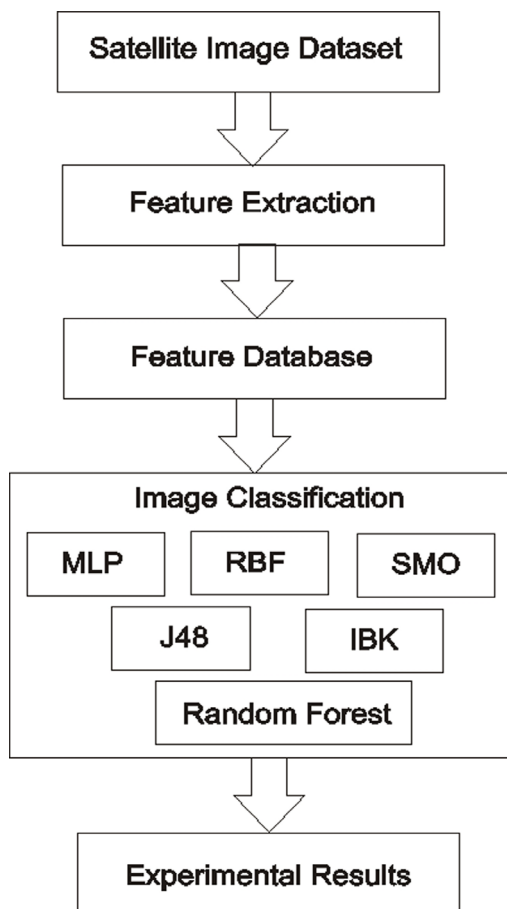 Satellite Image Dataset
Feature Extraction
Feature Database
Image Classification
MLP
RBF
SMO
J48
IBK
Random Forest
Experimental Results